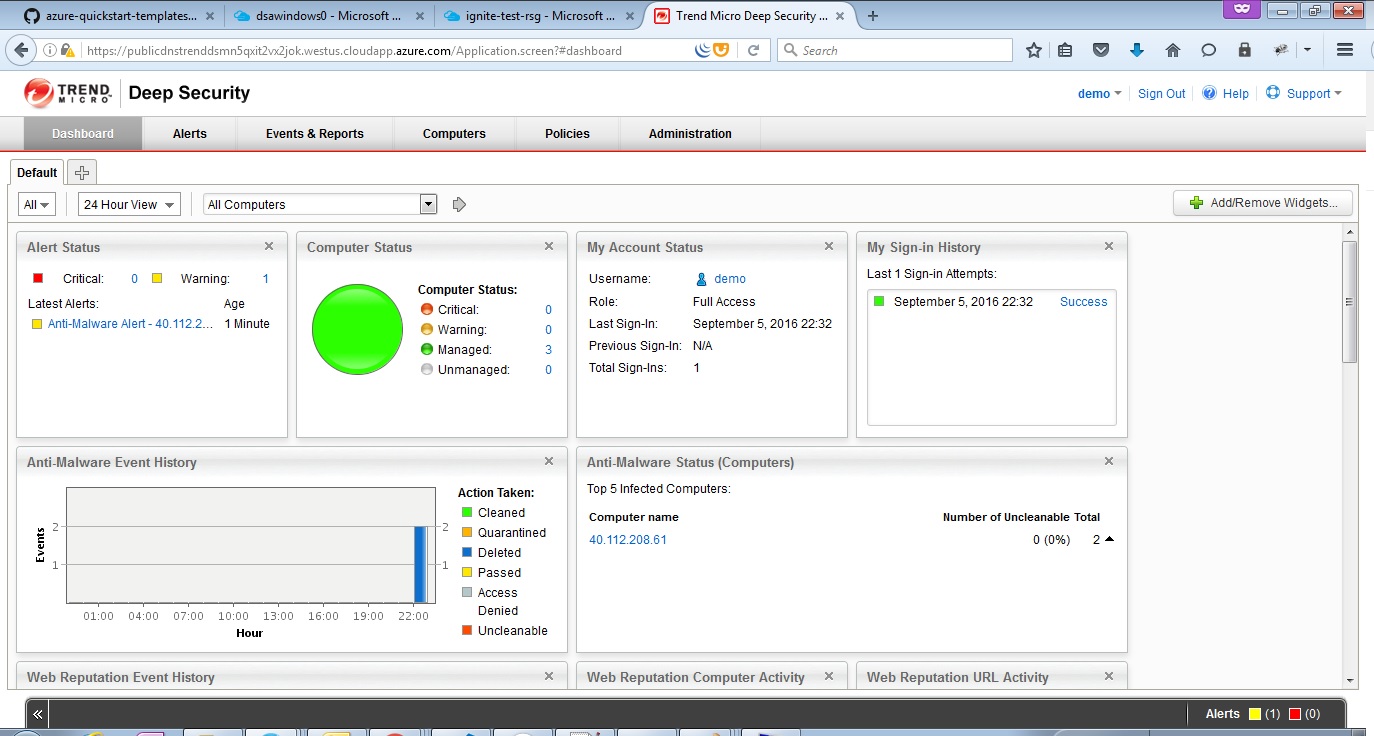 azure-quickstart-templates...
dsawindows0 - Microsoft ...
ignite-test-rsg - Microsoft ...
Trend Micro Deep Security ...
https://publicdnstrenddsmn5qxit2vx2jok.westus.cloudapp.azure.com/Application.screen?#dashboard
Search
TREND MICRO
Deep Security
demo
Sign Out
Help
Support
Dashboard
Alerts
Events & Reports
Computers
Policies
Administration
Default
All
24 Hour View
All Computers
Add/Remove Widgets...
Alert Status
Critical: 0 Warning: 1
Latest Alerts: Age
Anti-Malware Alert - 40.112.2... 1 Minute
Computer Status
Computer Status:
Critical: 0
Warning: 0
Managed: 3
Unmanaged: 0
My Account Status
Username: demo
Role: Full Access
Last Sign-In: September 5, 2016 22:32
Previous Sign-In: N/A
Total Sign-Ins: 1
My Sign-in History
Last 1 Sign-in Attempts:
September 5, 2016 22:32 Success
Anti-Malware Event History
Events
2 2
1 1
01:00 04:00 07:00 10:00 13:00 16:00 19:00 22:00
Hour
Action Taken:
Cleaned
Quarantined
Deleted
Passed
Access
Denied
Uncleanable
Anti-Malware Status (Computers)
Top 5 Infected Computers:
Computer name Number of Uncleanable Total
40.112.208.61 0 (0%) 2
Web Reputation Event History
Web Reputation Computer Activity
Web Reputation URL Activity
Alerts (1) (0)